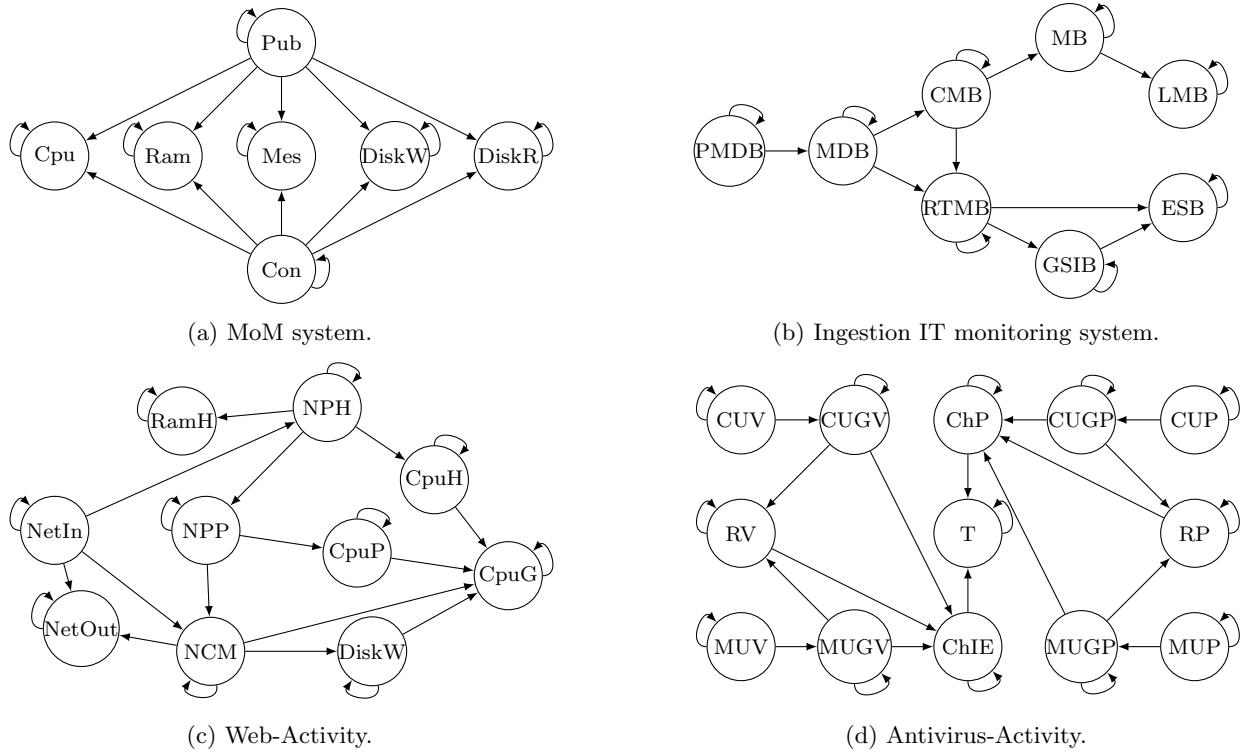 Pub
Cpu Ram Mes DiskW DiskR
Con
(a) MoM system.
MB
CMB LMB
PMDB MDB
RTMB ESB
GSIB
(b) Ingestion IT monitoring system.
NPH
RamH
CpuH
NetIn NPP
CpuP
CpuG
NetOut
NCM DiskW
(c) Web-Activity.
CUV CUGV ChP CUGP CUP
RV T RP
MUV MUGV ChIE MUGP MUP
(d) Antivirus-Activity.